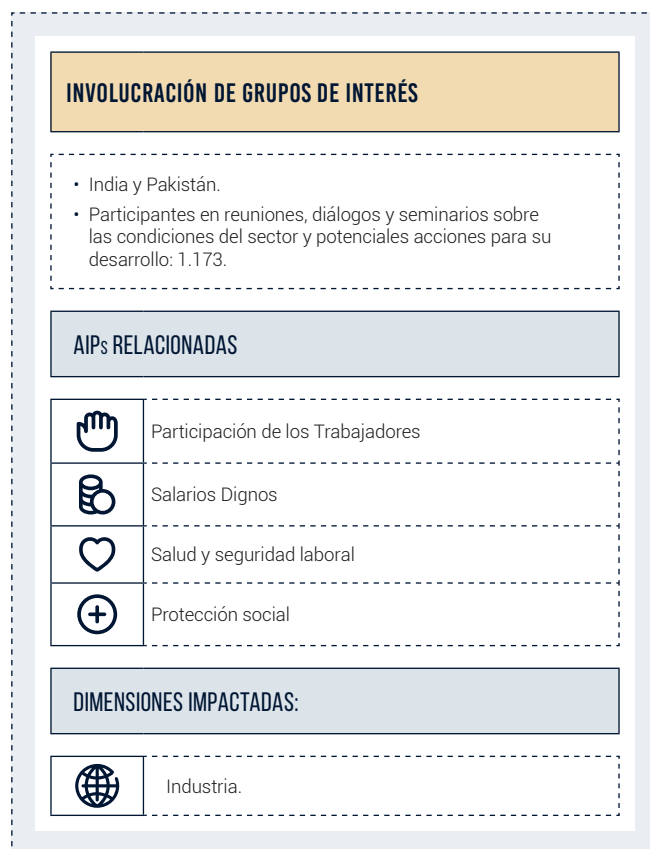 INVOLUCRACIÓN DE GRUPOS DE INTERÉS
• India y Pakistán.
• Participantes en reuniones, diálogos y seminarios sobre
las condiciones del sector y potenciales acciones para su
desarrollo: 1.173.
AIPs RELACIONADAS
Participación de los Trabajadores
Salarios Dignos
Salud y seguridad laboral
Protección social
DIMENSIONES IMPACTADAS:
Industria.